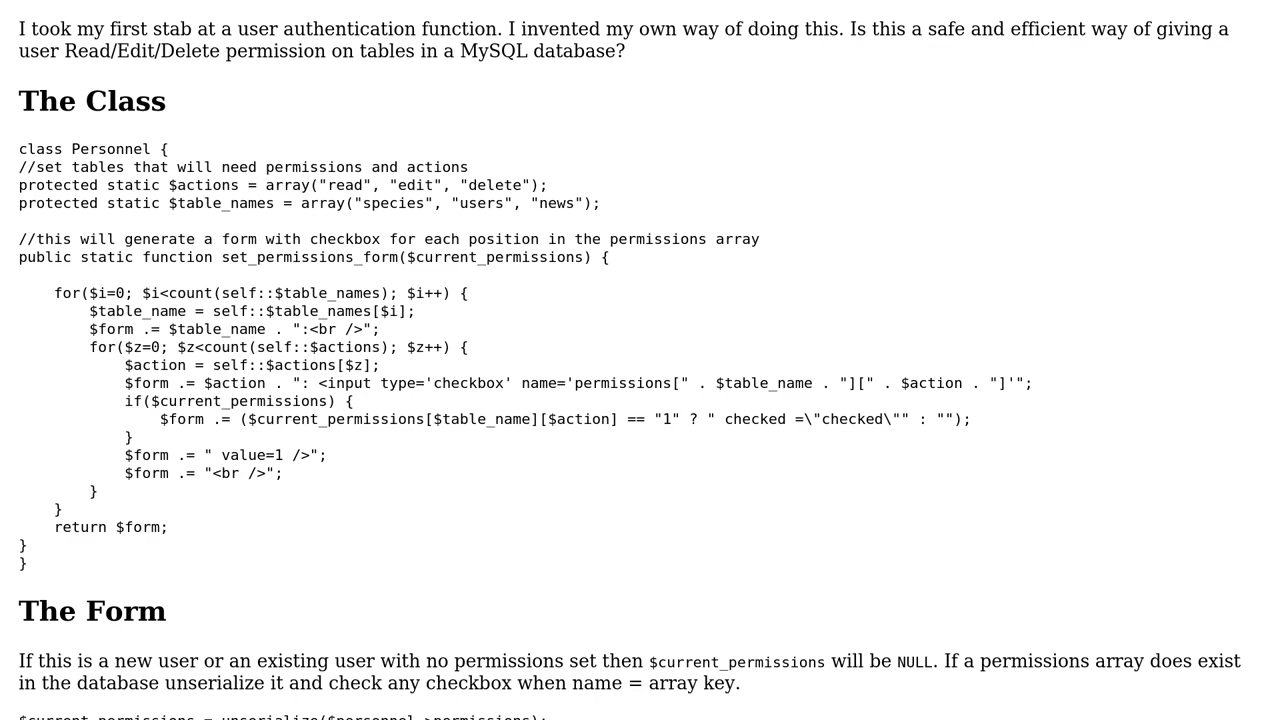 I took my first stab at a user authentication function. I invented my own way of doing this. Is this a safe and efficient way of giving a
user Read/Edit/Delete permission on tables in a MySQL database?
The Class
class Personnel {
//set tables that will need permissions and actions
protected static $actions = array("read", "edit", "delete");
protected static $table_names = array("species", "users", "news");
//this will generate a form with checkbox for each position in the permissions array
public static function set_permissions_form($current_permissions) {
    for($i=0; $i<count(self::$table_names); $i++) {
        $table_name = self::$table_names[$i];
        $form .= $table_name . ":<br />";
        for($z=0; $z<count(self::$actions); $z++) {
            $action = self::$actions[$z];
            $form .= $action . ": <input type='checkbox' name='permissions[" . $table_name . "][" . $action . "]'";
            if($current_permissions) {
                $form .= ($current_permissions[$table_name][$action] == "1" ? " checked =\"checked\"" : "");
            }
            $form .= " value=1 />";
            $form .= "<br />";
        }
    }
    return $form;
}
}
The Form
If this is a new user or an existing user with no permissions set then $current_permissions will be NULL. If a permissions array does exist
in the database unserialize it and check any checkbox when name = array key.
$current_permissions = unserialize($personnel->permissions);